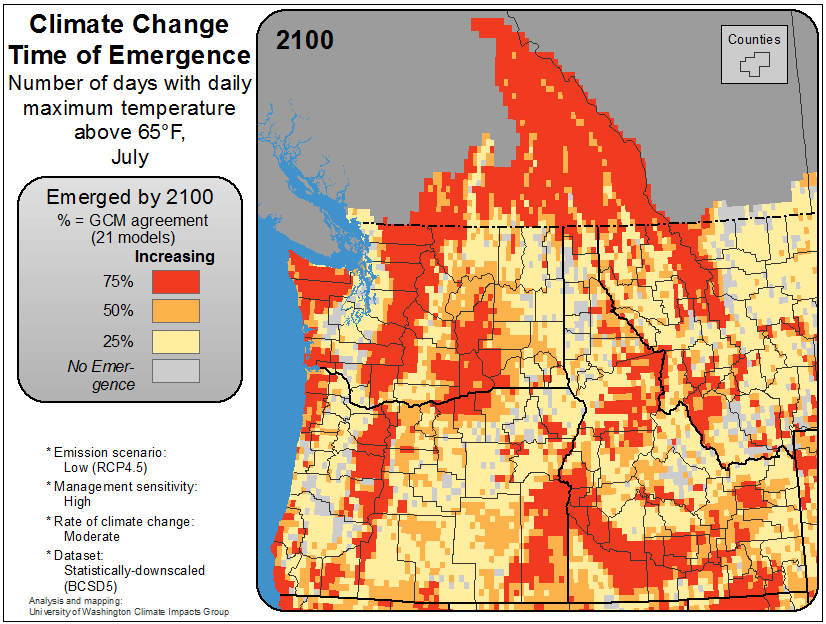 Climate Change
Time of Emergence
Number of days with daily
maximum temperature
above 65°F,
July
Emerged by 2100
% = GCM agreement
(21 models)
Increasing
75%
50%
25%
No Emer-
gence
* Emission scenario:
Low (RCP4.5)
* Management sensitivity:
High
* Rate of climate change:
Moderate
* Dataset:
Statistically-downscaled
(BCSD5)
Analysis and mapping:
University of Washington Climate Impacts Group
2100
Counties